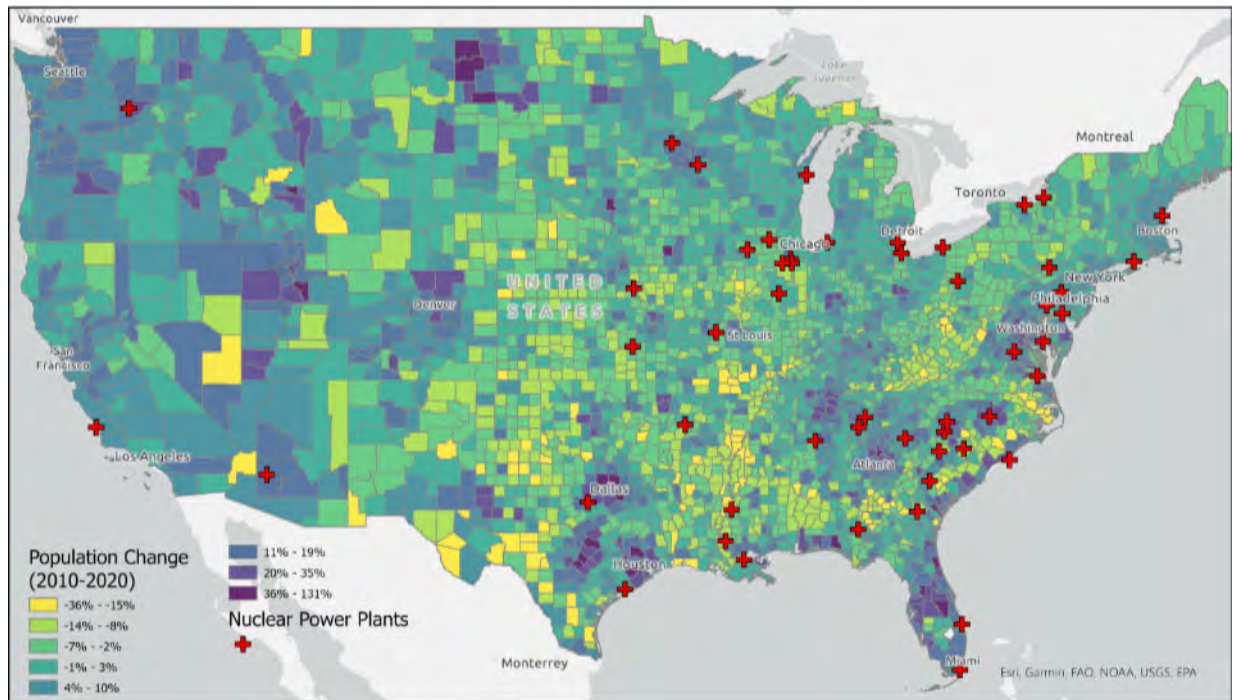 Vancouver
Seattle
Lake
Superior
Montreal
Toronto
Boston
Detroit
Chicago
New York
Philadelphia
UNITED
STATES
Denver
Washington
St Louis
San
Francisco
Los Angeles
Atlanta
Dallas
Houston
Monterrey
Miami
Population Change
(2010-2020)
-36% - -15%
-14% - -8%
-7% - -2%
-1% - 3%
4% - 10%
11% - 19%
20% - 35%
36% - 131%
Nuclear Power Plants
Esri, Garmin, FAO, NOAA, USGS, EPA